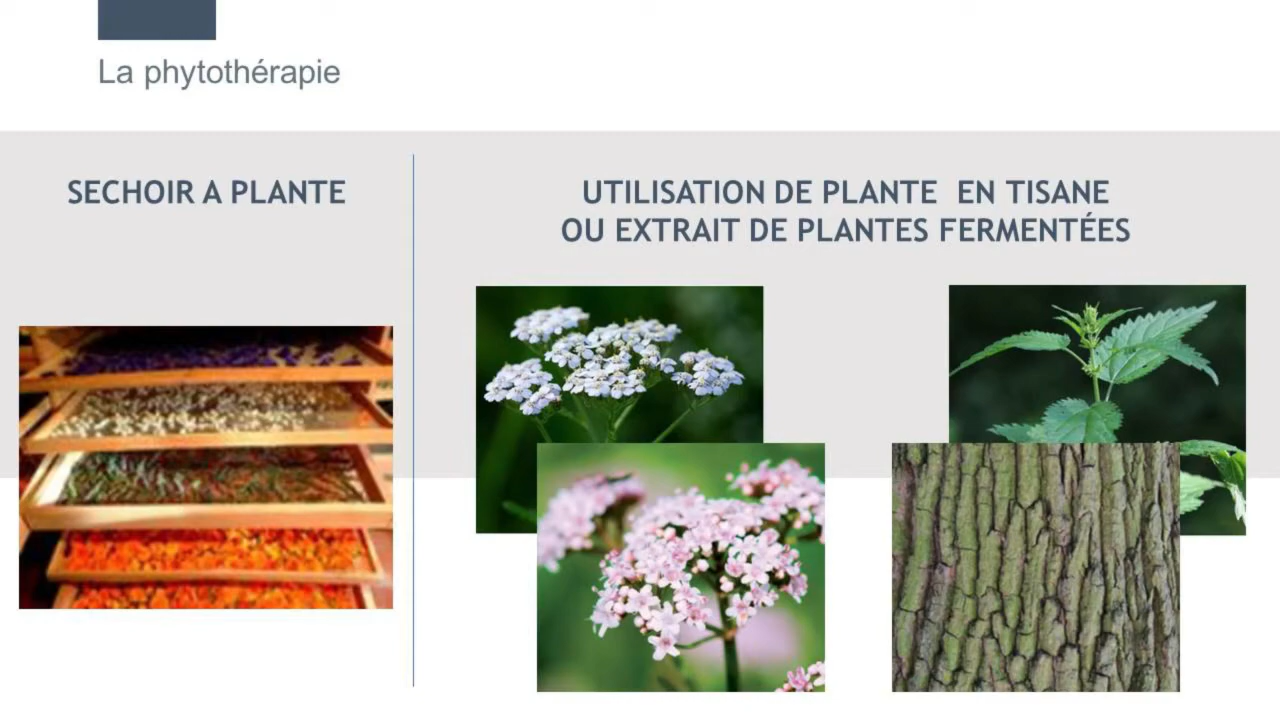 La phytothérapie
SECHOIR A PLANTE
UTILISATION DE PLANTE  EN TISANE
OU EXTRAIT DE PLANTES FERMENTÉES